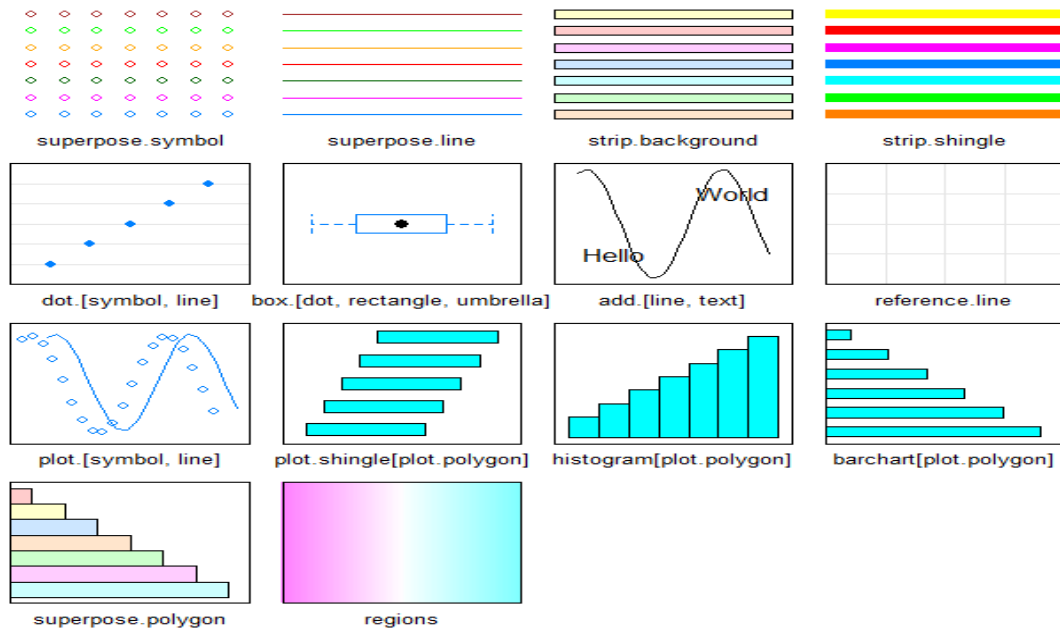 superpose.symbol
superpose.line
strip.background
strip.shingle
World
Hello
dot.[symbol, line]
box.[dot, rectangle, umbrella]
add.[line, text]
reference.line
plot.[symbol, line]
plot.shingle[plot.polygon]
histogram[plot.polygon]
barchart[plot.polygon]
superpose.polygon
regions